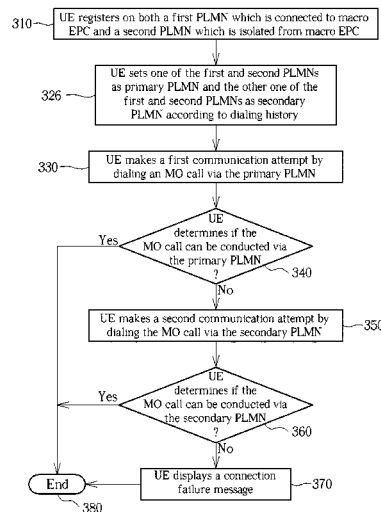 310
UE registers on both a first PLMN which is connected to macro
EPC and a second PLMN which is isolated from macro EPC
326
UE sets one of the first and second PLMNs
as primary PLMN and the other one of the
first and second PLMNs as secondary
PLMN according to dialing history
330
UE makes a first communication attempt by
dialing an MO call via the primary PLMN
UE
determines if the
MO call can be conducted via
the primary PLMN
?
Yes
340
No
UE makes a second communication attempt by
dialing the MO call via the secondary PLMN
350
UE
determines if the
MO call can be conducted via
the secondary PLMN
?
Yes
360
No
UE displays a connection
failure message
370
End
380